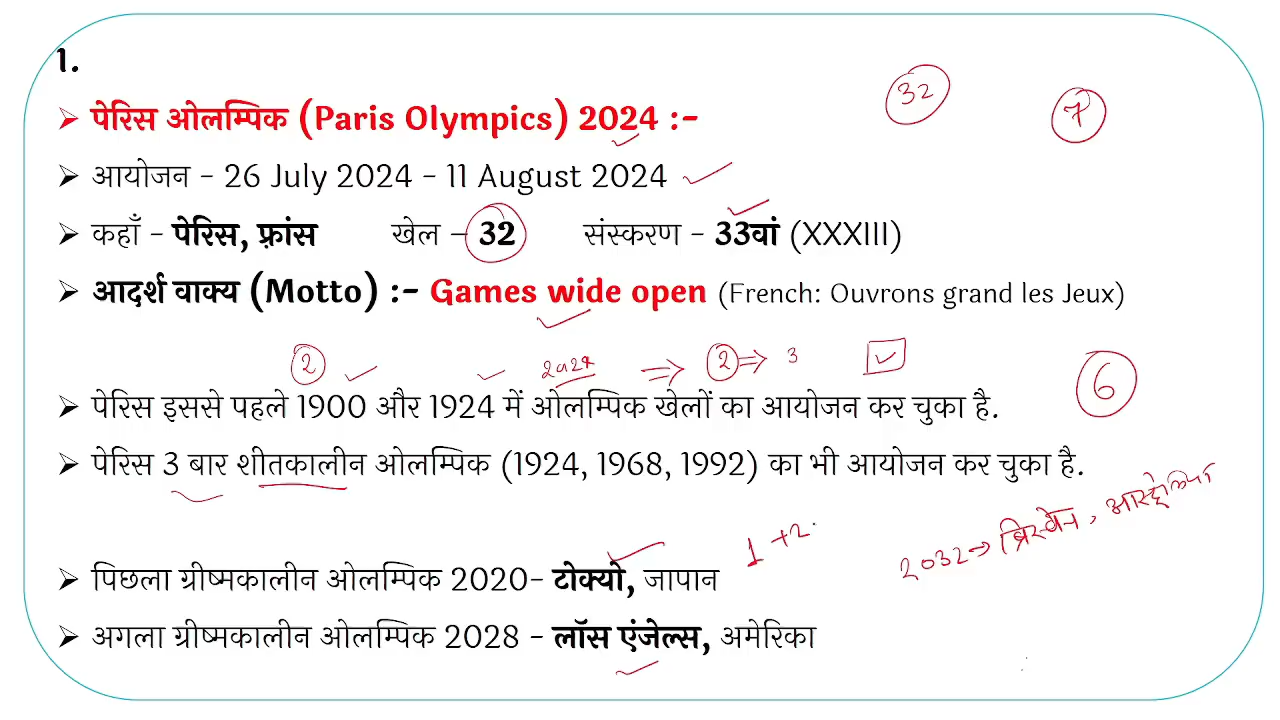 1.
32
7
➢ पेरिस ओलम्पिक (Paris Olympics) 2024 :-
➢ आयोजन - 26 July 2024 - 11 August 2024
➢ कहाँ - पेरिस, फ़्रांस खेल - 32 संस्करण - 33वां (XXXIII)
➢ आदर्श वाक्य (Motto) :- Games wide open (French: Ouvrons grand les Jeux)
2 2024 ⇒ 2 ⇒ 3
6
➢ पेरिस इससे पहले 1900 और 1924 में ओलम्पिक खेलों का आयोजन कर चुका है.
➢ पेरिस 3 बार शीतकालीन ओलम्पिक (1924, 1968, 1992) का भी आयोजन कर चुका है.
1 +2
2032 → ब्रिस्बेन, आस्ट्रेलिया
➢ पिछला ग्रीष्मकालीन ओलम्पिक 2020- टोक्यो, जापान
➢ अगला ग्रीष्मकालीन ओलम्पिक 2028 - लॉस एंजेल्स, अमेरिका